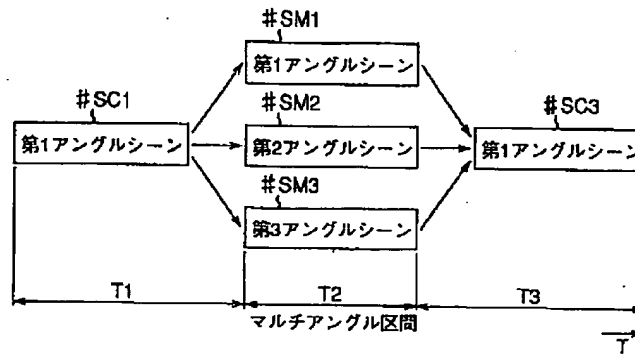 #SM1
第1アングルシーン
#SC1
第1アングルシーン
#SM2
第2アングルシーン
#SC3
第1アングルシーン
#SM3
第3アングルシーン
T1
T2
T3
マルチアングル区間
T